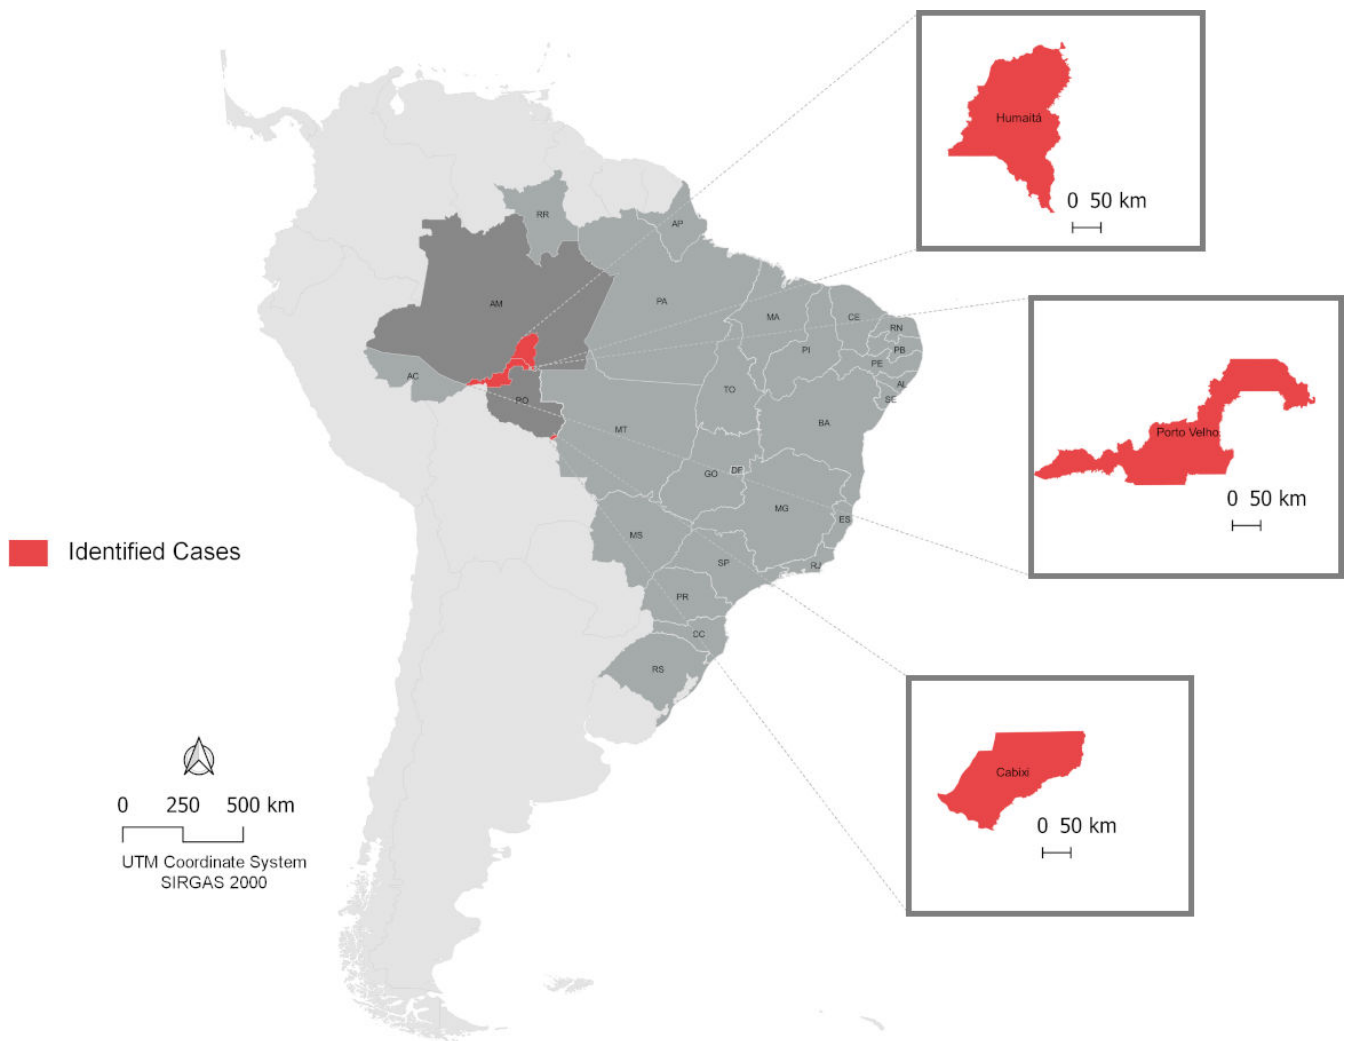 Humaitá
0 50 km
RR
AP
AM
PA
MA
CE
RN
PB
PI
PE
AL
SE
AC
TO
RO
BA
MT
Porto Velho
0 50 km
GO
DF
MG
ES
MS
SP
RJ
PR
SC
RS
Identified Cases
Cabixi
0 50 km
0 250 500 km
UTM Coordinate System
SIRGAS 2000